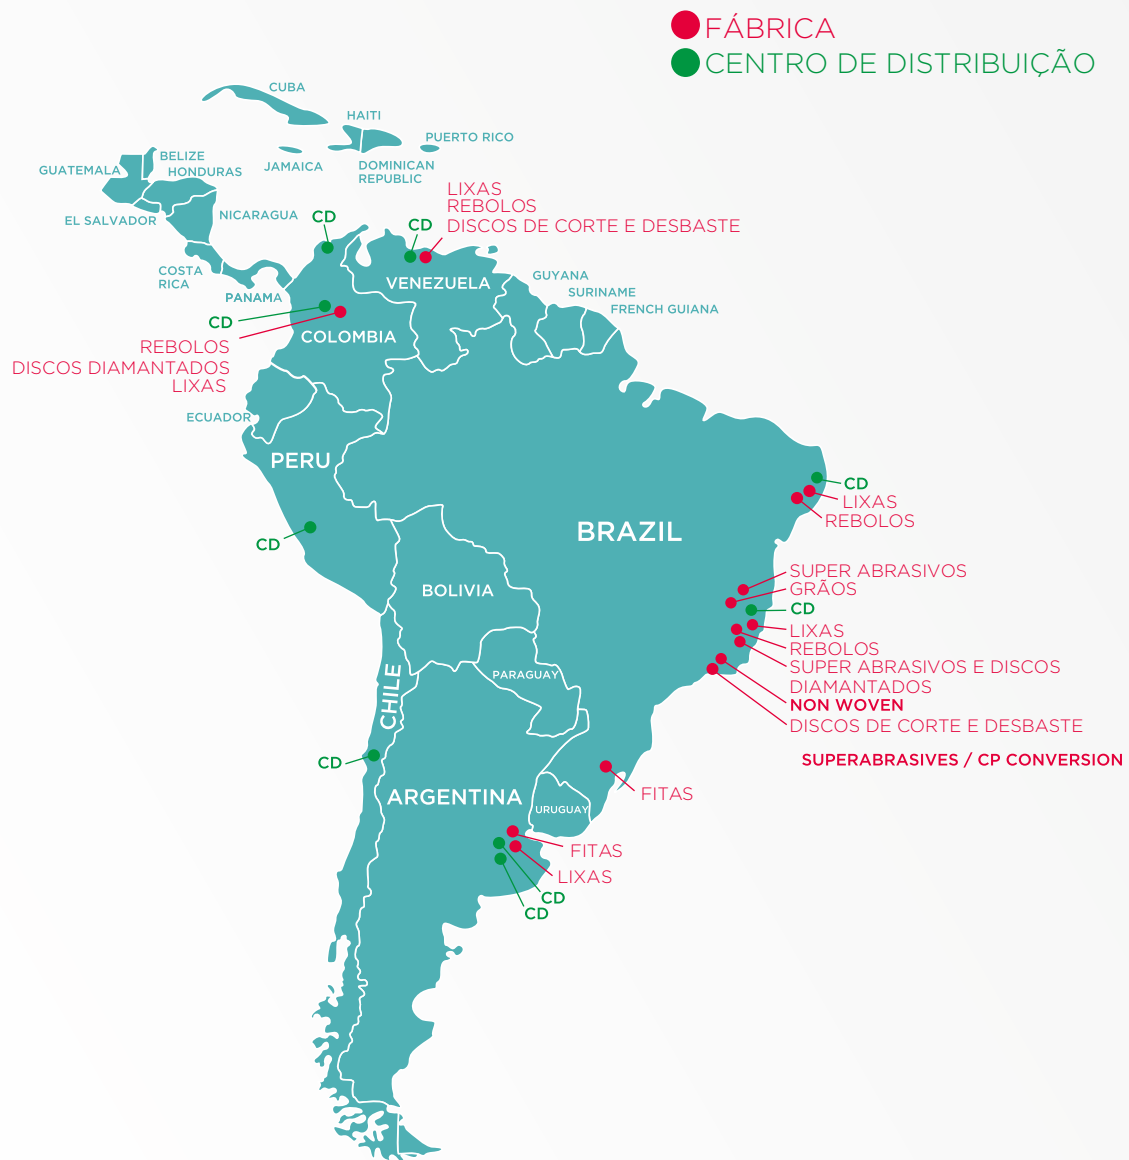 FÁBRICA
CENTRO DE DISTRIBUIÇÃO
CUBA
HAITI
PUERTO RICO
JAMAICA
DOMINICAN
REPUBLIC
BELIZE
GUATEMALA
HONDURAS
EL SALVADOR
NICARAGUA
COSTA
RICA
PANAMA
CD
CD
LIXAS
REBOLOS
DISCOS DE CORTE E DESBASTE
VENEZUELA
GUYANA
SURINAME
FRENCH GUIANA
CD
COLOMBIA
REBOLOS
DISCOS DIAMANTADOS
LIXAS
ECUADOR
PERU
CD
BRAZIL
CD
LIXAS
REBOLOS
BOLIVIA
SUPER ABRASIVOS
GRÃOS
CD
LIXAS
REBOLOS
SUPER ABRASIVOS E DISCOS
DIAMANTADOS
NON WOVEN
DISCOS DE CORTE E DESBASTE
SUPERABRASIVES / CP CONVERSION
PARAGUAY
CHILE
CD
ARGENTINA
URUGUAY
FITAS
FITAS
LIXAS
CD
CD